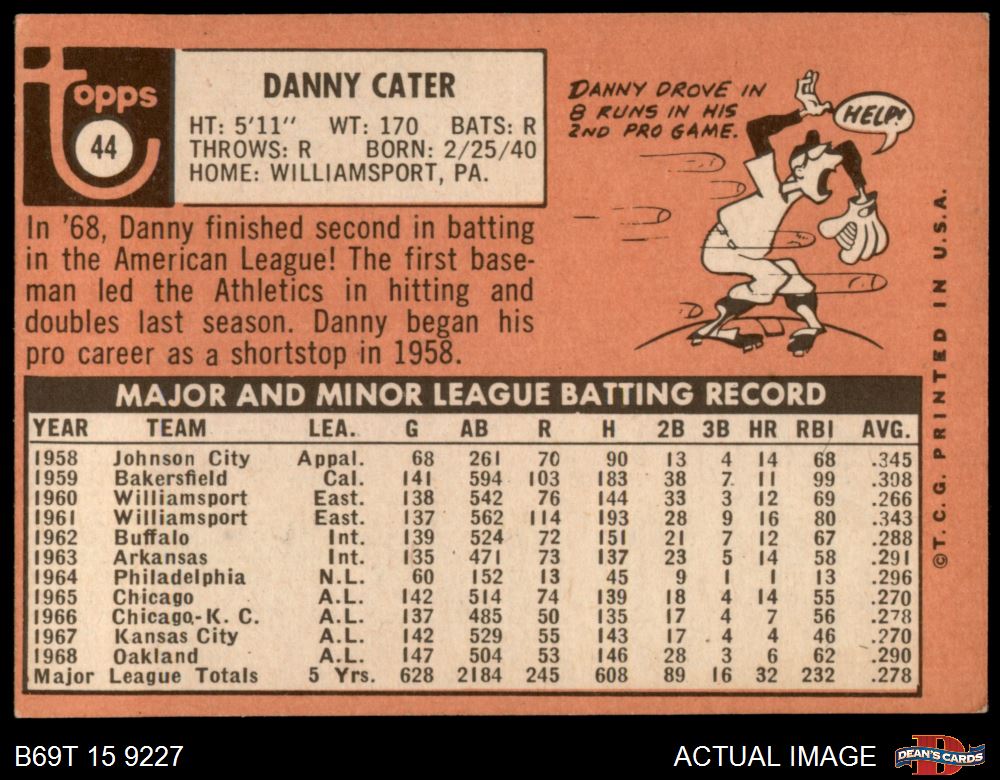 topps
44
DANNY CATER
HT: 5'11" WT: 170 BATS: R
THROWS: R BORN: 2/25/40
HOME: WILLIAMSPORT, PA.
DANNY DROVE IN
8 RUNS IN HIS
2ND PRO GAME.
HELP!
In '68, Danny finished second in batting
in the American League! The first base-
man led the Athletics in hitting and
doubles last season. Danny began his
pro career as a shortstop in 1958.
MAJOR AND MINOR LEAGUE BATTING RECORD
YEAR TEAM LEA. G AB R H 2B 3B HR RBI AVG.
1958 Johnson City Appal. 68 261 70 90 13 4 14 68 .345
1959 Bakersfield Cal. 141 594 103 183 38 7 11 99 .308
1960 Williamsport East. 138 542 76 144 33 3 12 69 .266
1961 Williamsport East. 137 562 114 193 28 9 16 80 .343
1962 Buffalo Int. 139 524 72 151 21 7 12 67 .288
1963 Arkansas Int. 135 471 73 137 23 5 14 58 .291
1964 Philadelphia N.L. 60 152 13 45 9 1 1 13 .296
1965 Chicago A.L. 142 514 74 139 18 4 14 55 .270
1966 Chicago-K. C. A.L. 137 485 50 135 17 4 7 56 .278
1967 Kansas City A.L. 142 529 55 143 17 4 4 46 .270
1968 Oakland A.L. 147 504 53 146 28 3 6 62 .290
Major League Totals 5 Yrs. 628 2184 245 608 89 16 32 232 .278
©T. C. G. PRINTED IN U.S.A.
B69T 15 9227
ACTUAL IMAGE
DEAN'S CARDS